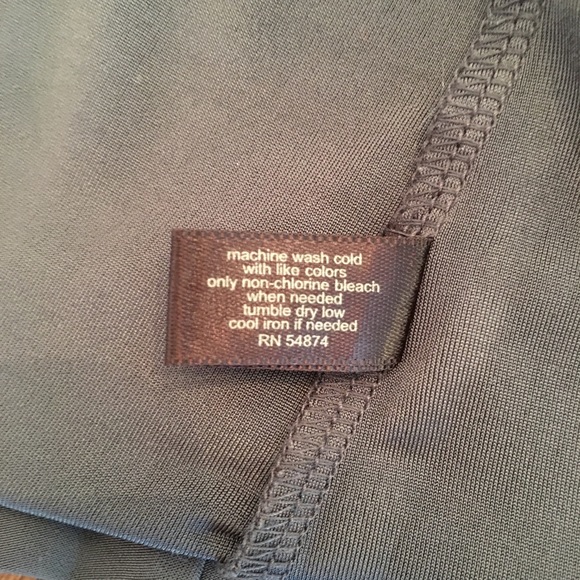 machine wash cold
with like colors
only non-chlorine bleach
when needed
tumble dry low
cool iron if needed
RN 54874